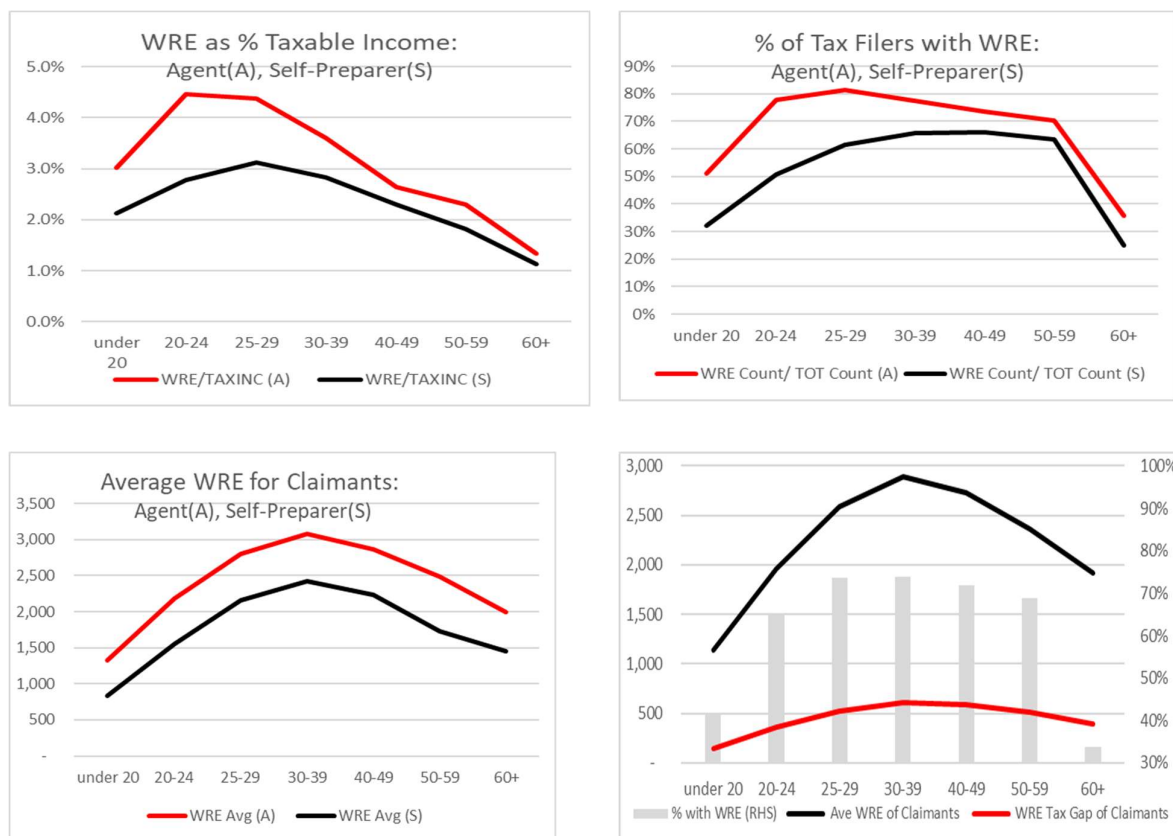 WRE as % Taxable Income:
Agent(A), Self-Preparer(S)
5.0%
4.0%
3.0%
2.0%
1.0%
0.0%
under 20 20-24 25-29 30-39 40-49 50-59 60+
WRE/TAXINC (A) WRE/TAXINC (S)
% of Tax Filers with WRE:
Agent(A), Self-Preparer(S)
90%
80%
70%
60%
50%
40%
30%
20%
10%
0%
under 20 20-24 25-29 30-39 40-49 50-59 60+
WRE Count/ TOT Count (A) WRE Count/ TOT Count (S)
Average WRE for Claimants:
Agent(A), Self-Preparer(S)
3,500
3,000
2,500
2,000
1,500
1,000
500
-
under 20 20-24 25-29 30-39 40-49 50-59 60+
WRE Avg (A) WRE Avg (S)
3,000
2,500
2,000
1,500
1,000
500
-
100%
90%
80%
70%
60%
50%
40%
30%
under 20 20-24 25-29 30-39 40-49 50-59 60+
% with WRE (RHS) Ave WRE of Claimants WRE Tax Gap of Claimants